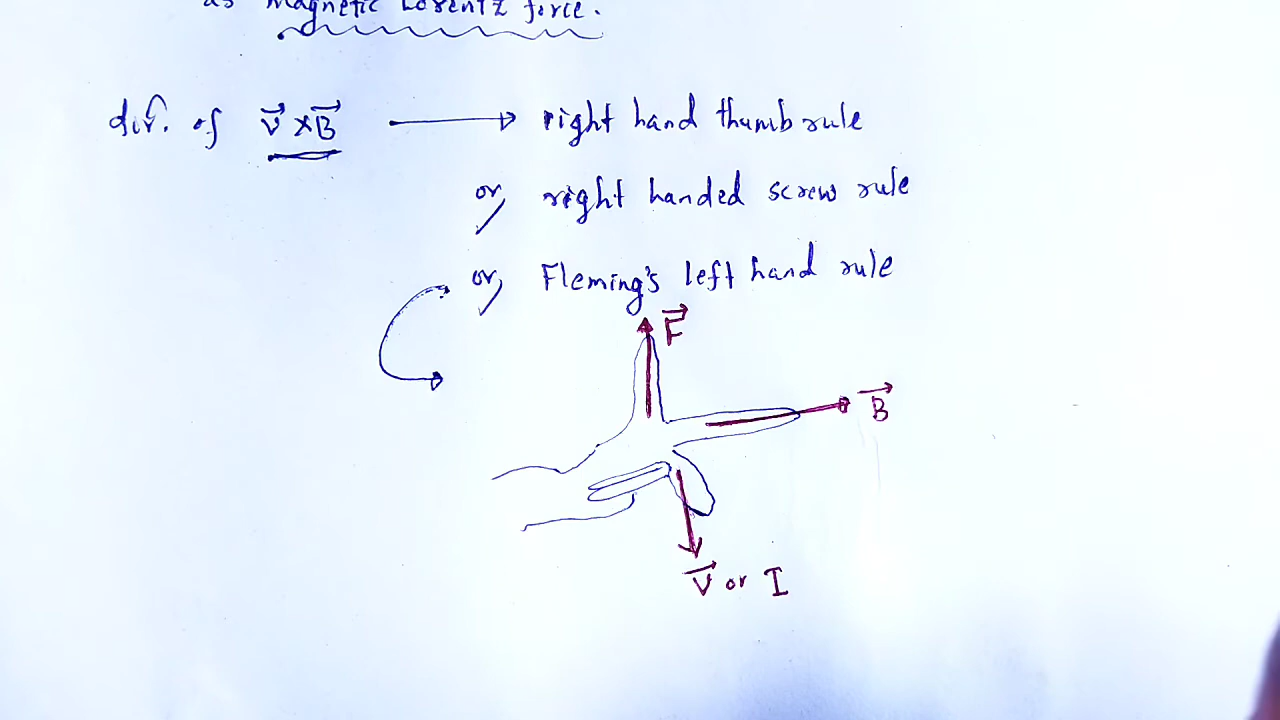 as magnetic Lorentz force.
dir. of V⃗ × B⃗ → right hand thumb rule
or, right handed screw rule
or, Fleming's left hand rule
F⃗
B⃗
V⃗ or I